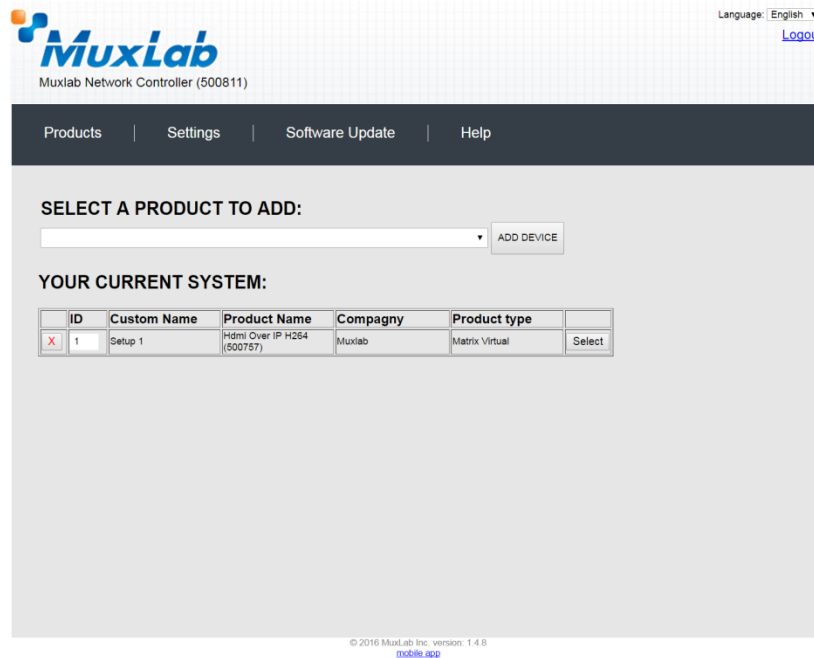 Language: English
Logou
MuxLab
Muxlab Network Controller (500811)
Products | Settings | Software Update | Help
SELECT A PRODUCT TO ADD:
ADD DEVICE
YOUR CURRENT SYSTEM:
ID Custom Name Product Name Compagny Product type
X 1 Setup 1 Hdmi Over IP H264 (500757) Muxlab Matrix Virtual Select
© 2016 MuxLab Inc. version: 1.4.8
mobile app